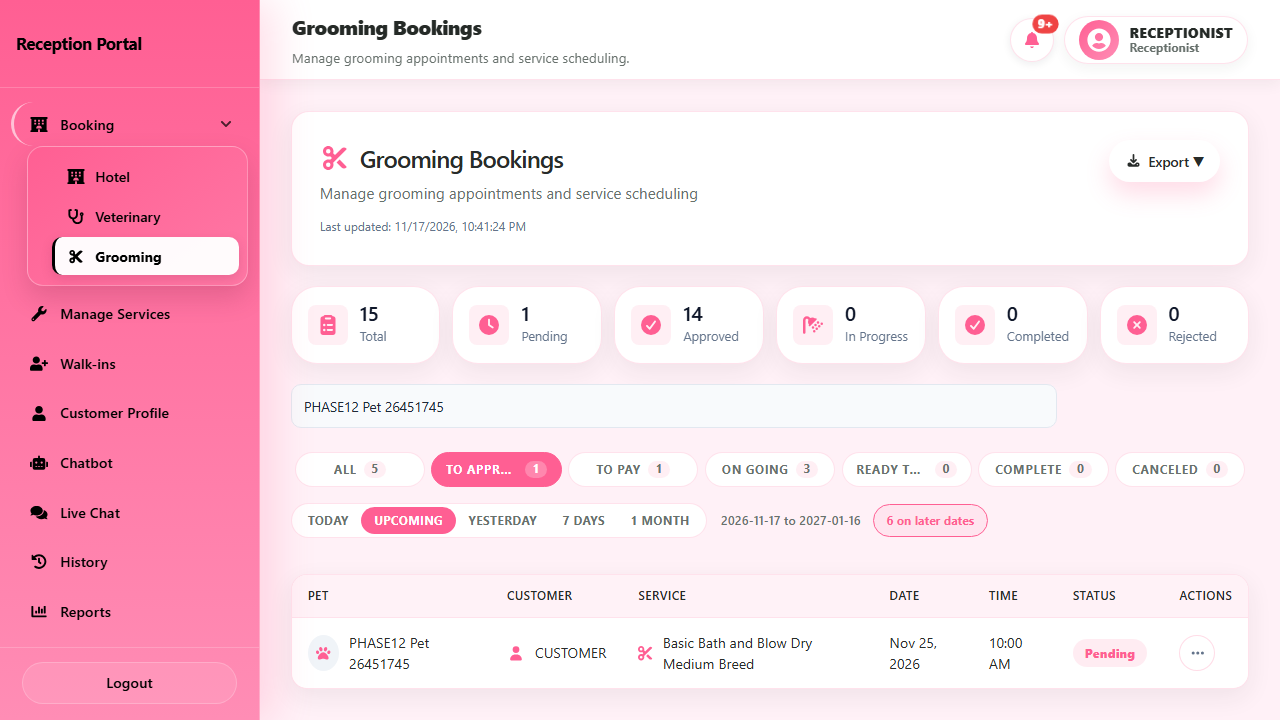 Reception Portal
Booking
Hotel
Veterinary
Grooming
Manage Services
Walk-ins
Customer Profile
Chatbot
Live Chat
History
Reports
Logout
Grooming Bookings
Manage grooming appointments and service scheduling.
9+
RECEPTIONIST
Receptionist
Grooming Bookings
Manage grooming appointments and service scheduling
Last updated: 11/17/2026, 10:41:24 PM
Export ▼
15
Total
1
Pending
14
Approved
0
In Progress
0
Completed
0
Rejected
PHASE12 Pet 26451745
ALL 5
TO APPR... 1
TO PAY 1
ON GOING 3
READY T... 0
COMPLETE 0
CANCELED 0
TODAY UPCOMING YESTERDAY 7 DAYS 1 MONTH 2026-11-17 to 2027-01-16 6 on later dates
PET CUSTOMER SERVICE DATE TIME STATUS ACTIONS
PHASE12 Pet
26451745
CUSTOMER
Basic Bath and Blow Dry
Medium Breed
Nov 25,
2026
10:00
AM
Pending